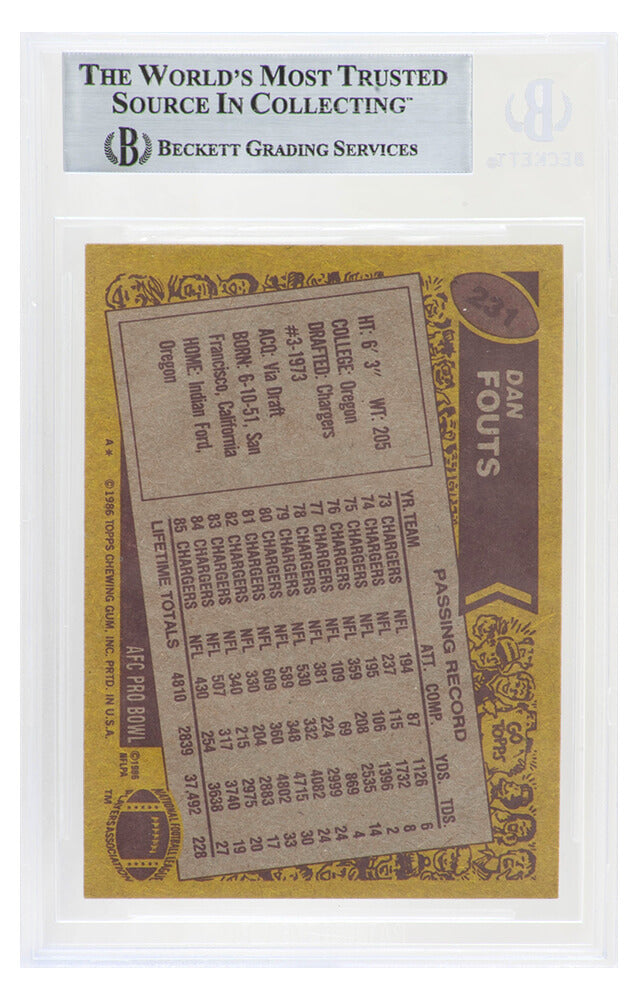 THE WORLD'S MOST TRUSTED
SOURCE IN COLLECTING™
B BECKETT GRADING SERVICES
B
BECKETT
231
DAN
FOUTS
GO
TOPPS
HT: 6' 3" WT: 205
COLLEGE: Oregon
DRAFTED: Chargers
#3-1973
ACQ: Via Draft
BORN: 6-10-51, San
Francisco, California
HOME: Indian Ford,
Oregon
PASSING RECORD
YR. TEAM ATT. COMP. YDS. TDS.
73 CHARGERS NFL 194 87 1126 6
74 CHARGERS NFL 237 115 1732 8
75 CHARGERS NFL 195 106 1396 2
76 CHARGERS NFL 359 208 2535 14
77 CHARGERS NFL 109 69 869 4
78 CHARGERS NFL 381 224 2999 24
79 CHARGERS NFL 530 332 4082 24
80 CHARGERS NFL 589 348 4715 30
81 CHARGERS NFL 609 360 4802 33
82 CHARGERS NFL 330 204 2883 17
83 CHARGERS NFL 340 215 2975 20
84 CHARGERS NFL 507 317 3740 19
85 CHARGERS NFL 430 254 3638 27
LIFETIME TOTALS 4810 2839 37,492 228
AFC PRO BOWL
©1986
NFLPA
NATIONAL FOOTBALL LEAGUE
PLAYERS ASSOCIATION
TM
A* ©1986 TOPPS CHEWING GUM, INC. PRTD. IN U.S.A.